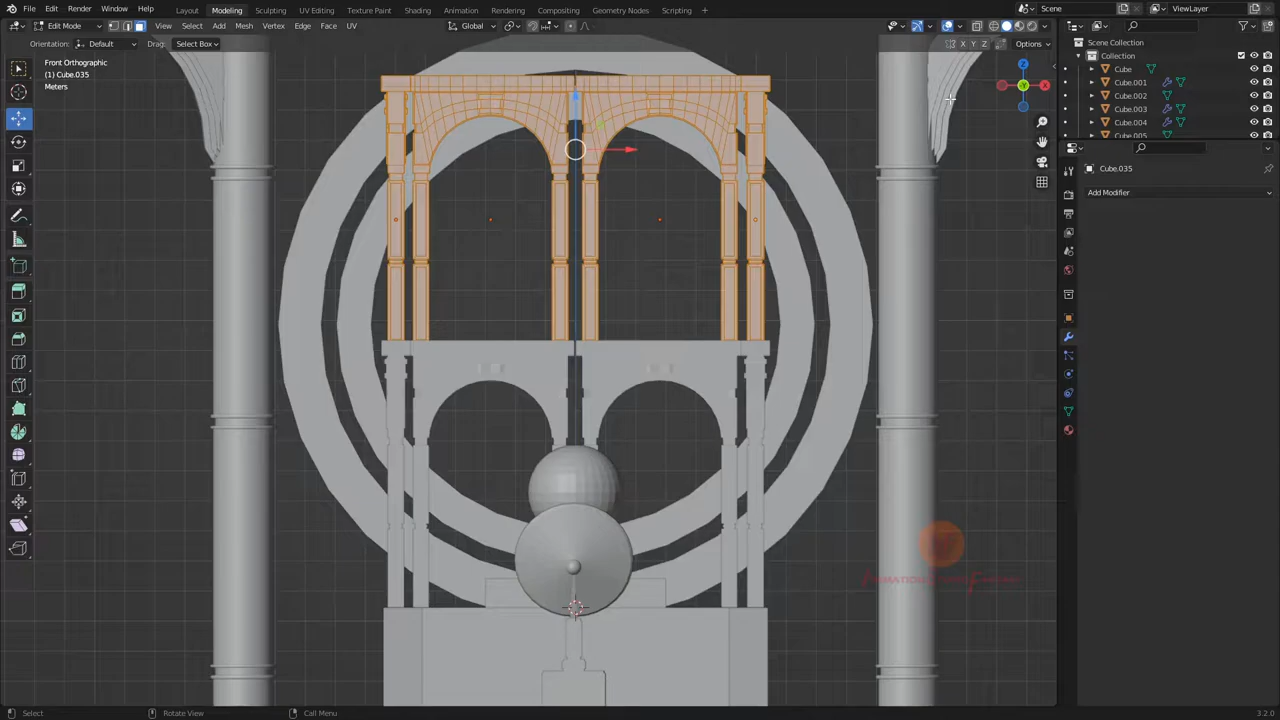 File Edit Render Window Help Layout Modeling Sculpting UV Editing Texture Paint Shading Animation Rendering Compositing Geometry Nodes Scripting + Scene ViewLayer
Edit Mode View Select Add Mesh Vertex Edge Face UV Global
Orientation: Default Drag: Select Box X Y Z Options
Scene Collection
Collection
Cube
Cube.001
Cube.002
Cube.003
Cube.004
Cube.005
Front Orthographic
(1) Cube.035
Meters
Cube.035
Add Modifier
Select Rotate View Call Menu 3.2.0